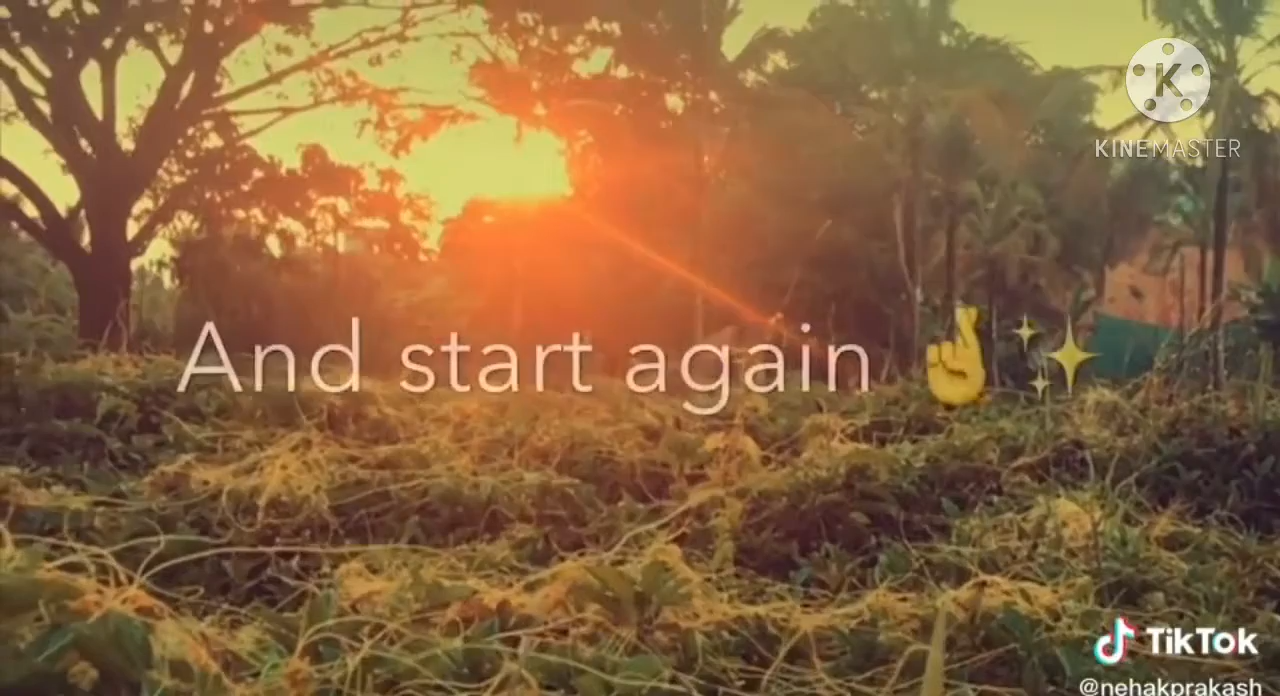 K
KINEMASTER
And start again 🤞✨
TikTok
@nehakprakash